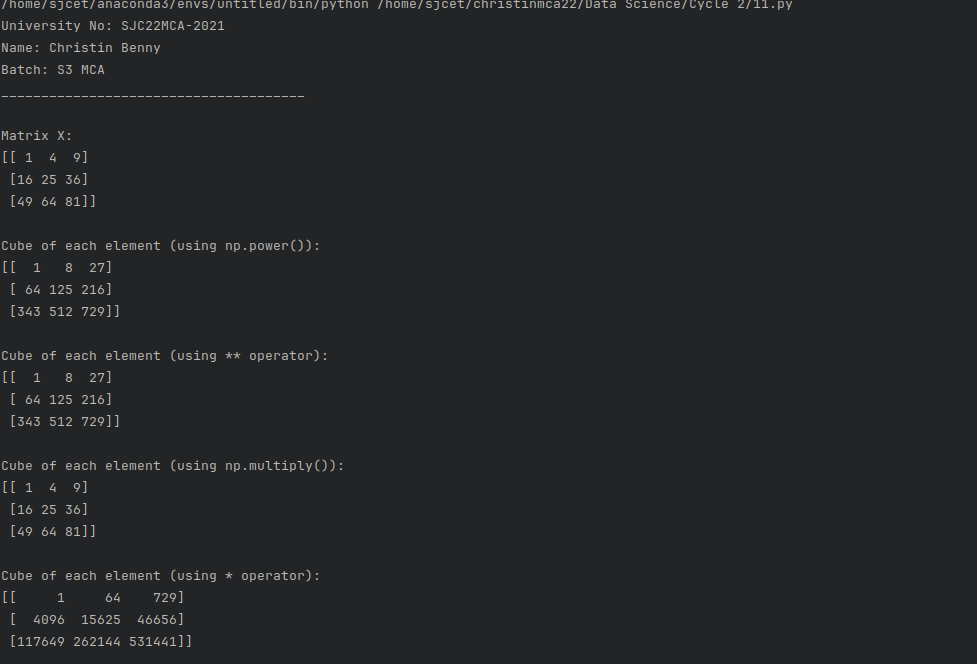 /home/sjcet/anaconda3/envs/untitled/bin/python /home/sjcet/christinmca22/Data Science/Cycle 2/11.py
University No: SJC22MCA-2021
Name: Christin Benny
Batch: S3 MCA
______________________________________
Matrix X:
[[ 1  4  9]
 [16 25 36]
 [49 64 81]]
Cube of each element (using np.power()):
[[  1   8  27]
 [ 64 125 216]
 [343 512 729]]
Cube of each element (using ** operator):
[[  1   8  27]
 [ 64 125 216]
 [343 512 729]]
Cube of each element (using np.multiply()):
[[ 1  4  9]
 [16 25 36]
 [49 64 81]]
Cube of each element (using * operator):
[[     1     64    729]
 [  4096  15625  46656]
 [117649 262144 531441]]